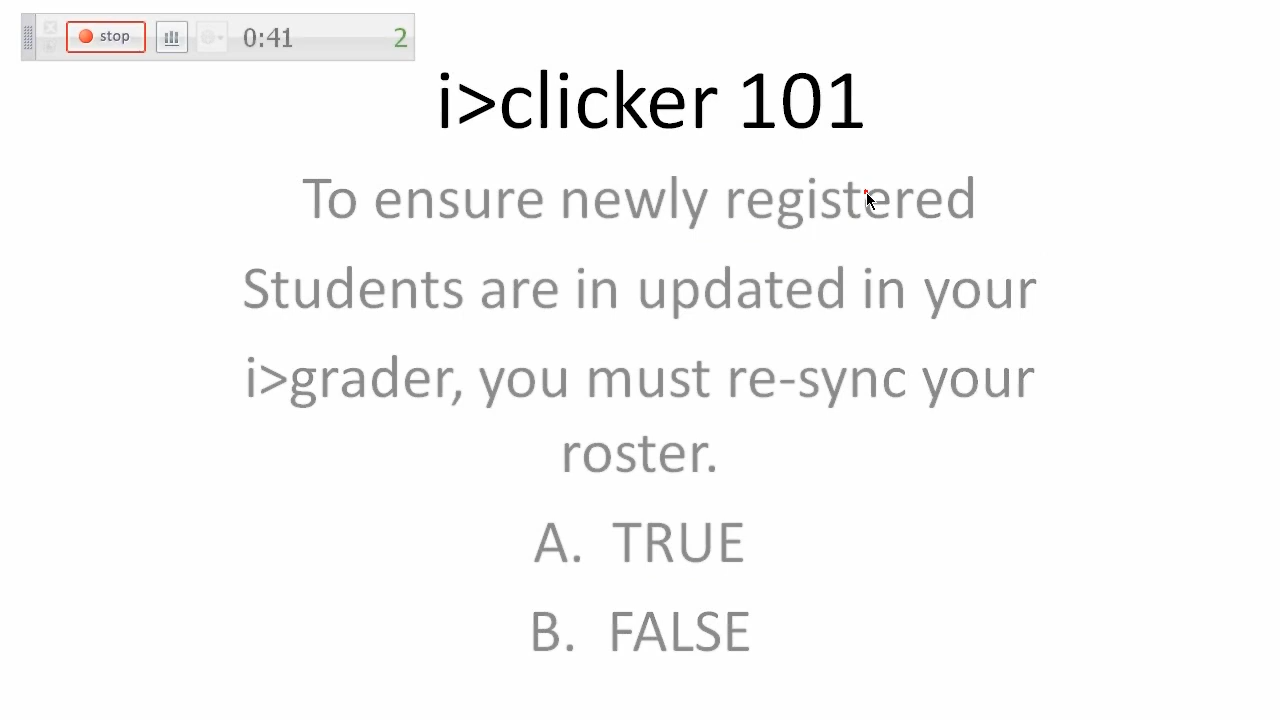 stop 0:41 2
i>clicker 101
To ensure newly registered
Students are in updated in your
i>grader, you must re-sync your
roster.
A. TRUE
B. FALSE